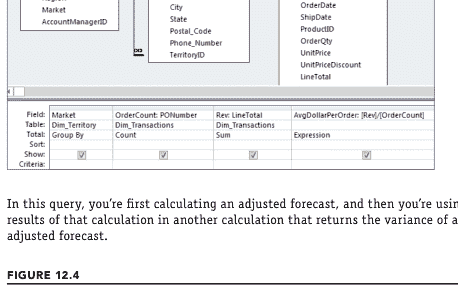 Market
AccountManagerID
City
State
Postal_Code
Phone_Number
TerritoryID
OrderDate
ShipDate
ProductID
OrderQty
UnitPrice
UnitPriceDiscount
LineTotal
Field: Market OrderCount: PONumber Rev: LineTotal AvgDollarPerOrder: [Rev]/[OrderCount]
Table: Dim_Territory Dim_Transactions Dim_Transactions
Total: Group By Count Sum Expression
Sort:
Show:
Criteria:
In this query, you’re first calculating an adjusted forecast, and then you’re
results of that calculation in another calculation that returns the variance of
adjusted forecast.
FIGURE 12.4